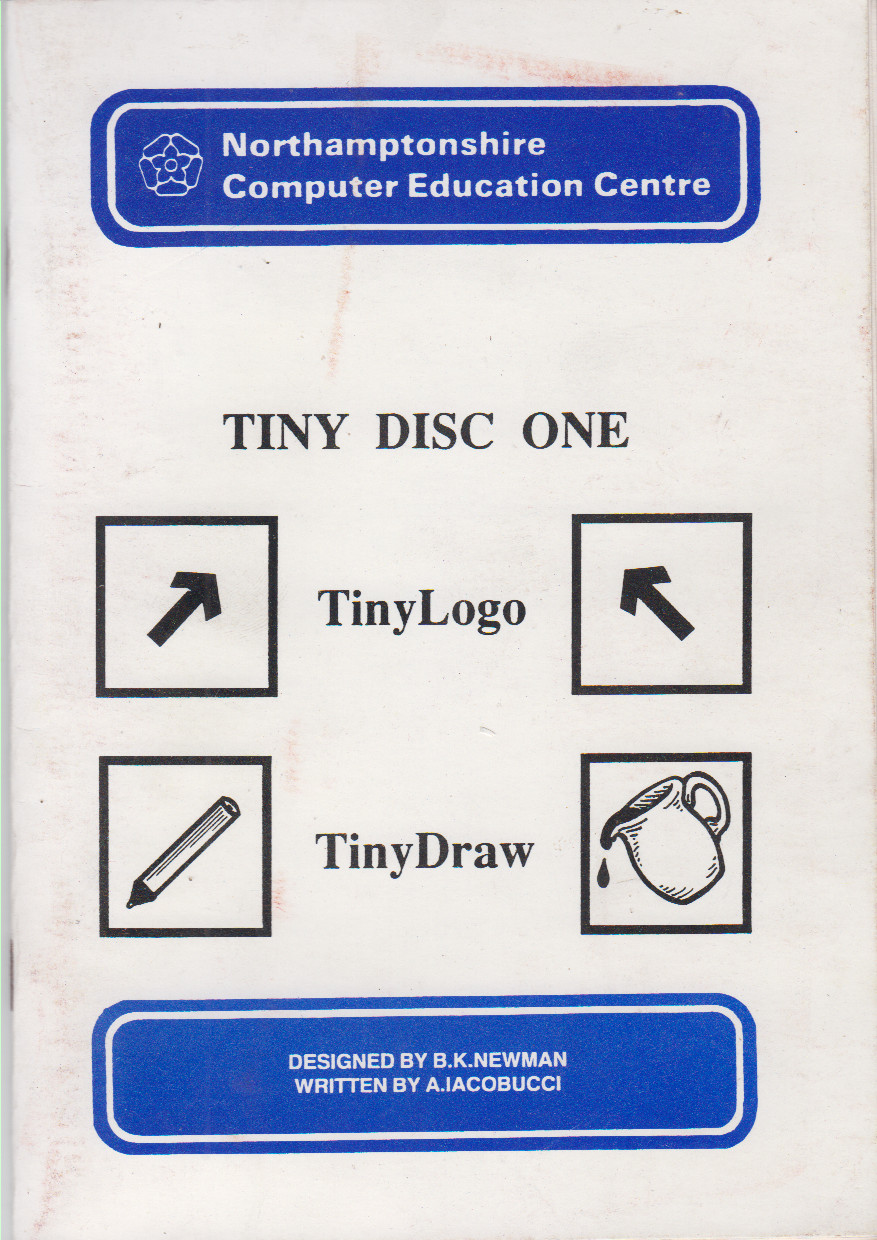 Northamptonshire
Computer Education Centre
TINY DISC ONE
TinyLogo
TinyDraw
DESIGNED BY B.K.NEWMAN
WRITTEN BY A.IACOBUCCI